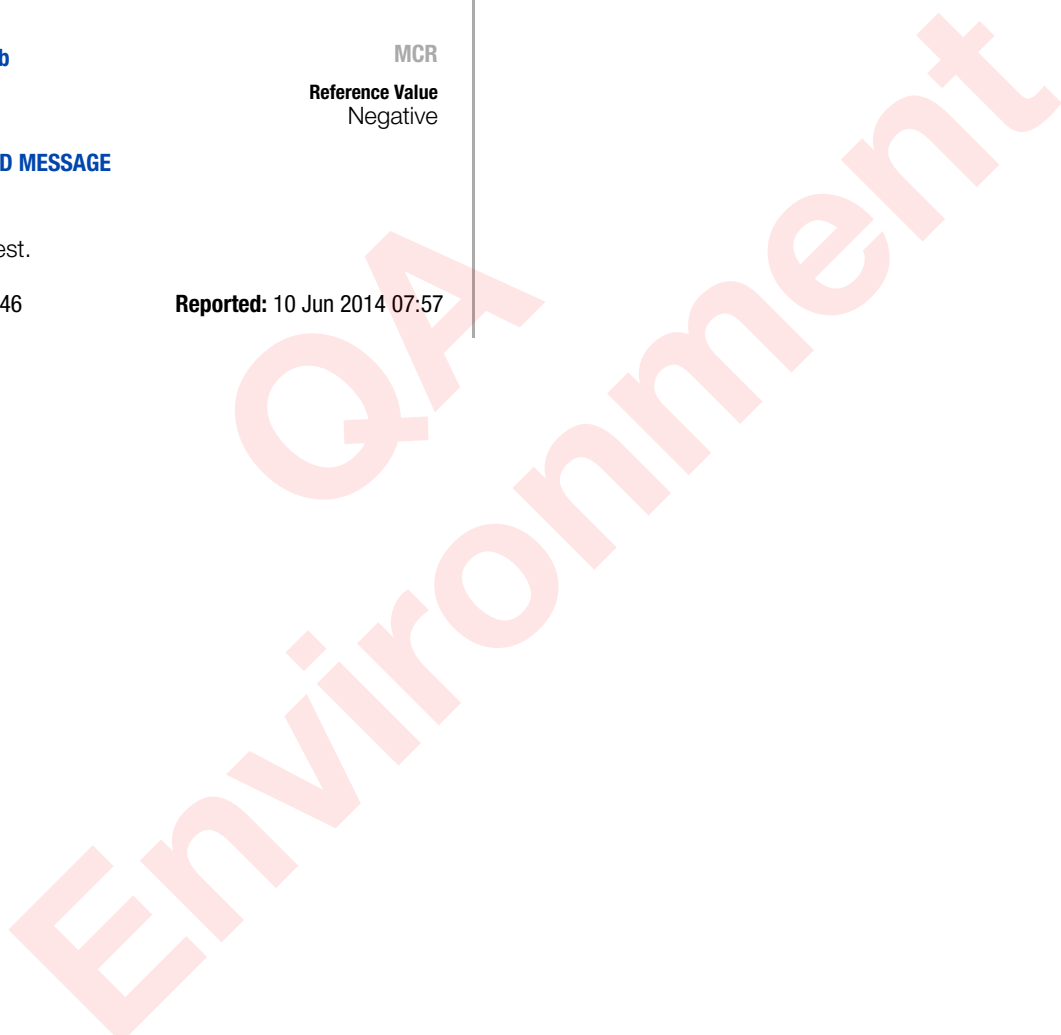 b
MCR
Reference Value
Negative
D MESSAGE
est.
46
Reported: 10 Jun 2014 07:57
QA
Environment